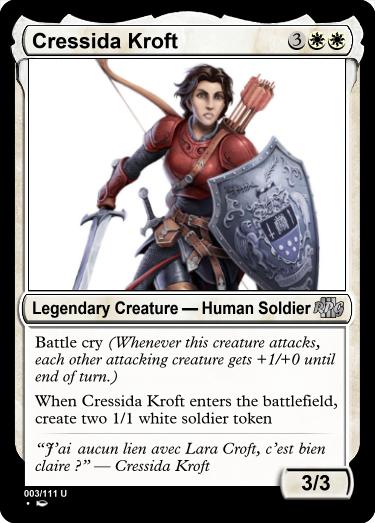 Cressida Kroft
3
Legendary Creature — Human Soldier
RPG
Battle cry (Whenever this creature attacks,
each other attacking creature gets +1/+0 until
end of turn.)
When Cressida Kroft enters the battlefield,
create two 1/1 white soldier token
“J'ai aucun lien avec Lara Croft, c'est bien
claire ?” — Cressida Kroft
3/3
003/111 U